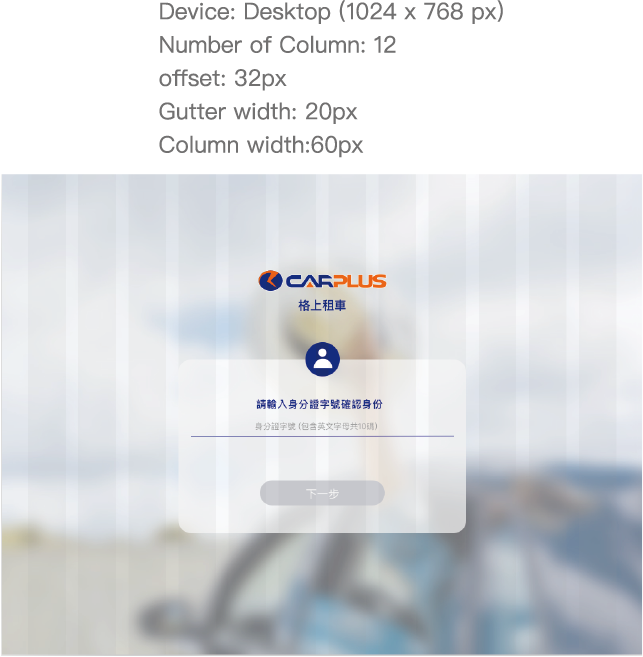 Device: Desktop (1024 x 768 px)
Number of Column: 12
offset: 32px
Gutter width: 20px
Column width:60px
CARPLUS
格上租車
請輸入身分證字號確認身份
身分證字號 (包含英文字母共10碼)
下一步